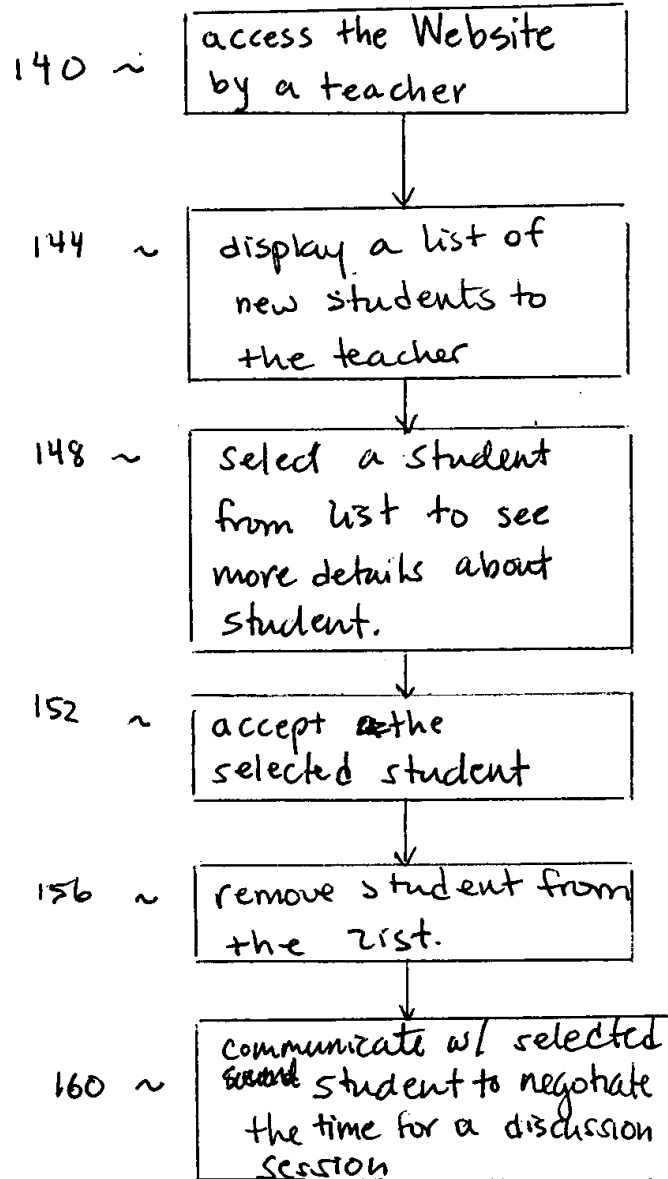 140 ~
access the Website
by a teacher
144 ~
display a list of
new students to
the teacher
148 ~
select a student
from list to see
more details about
student.
152 ~
accept the
selected student
156 ~
remove student from
the list.
160 ~
communicate w/ selected
student to negotiate
the time for a discussion
session